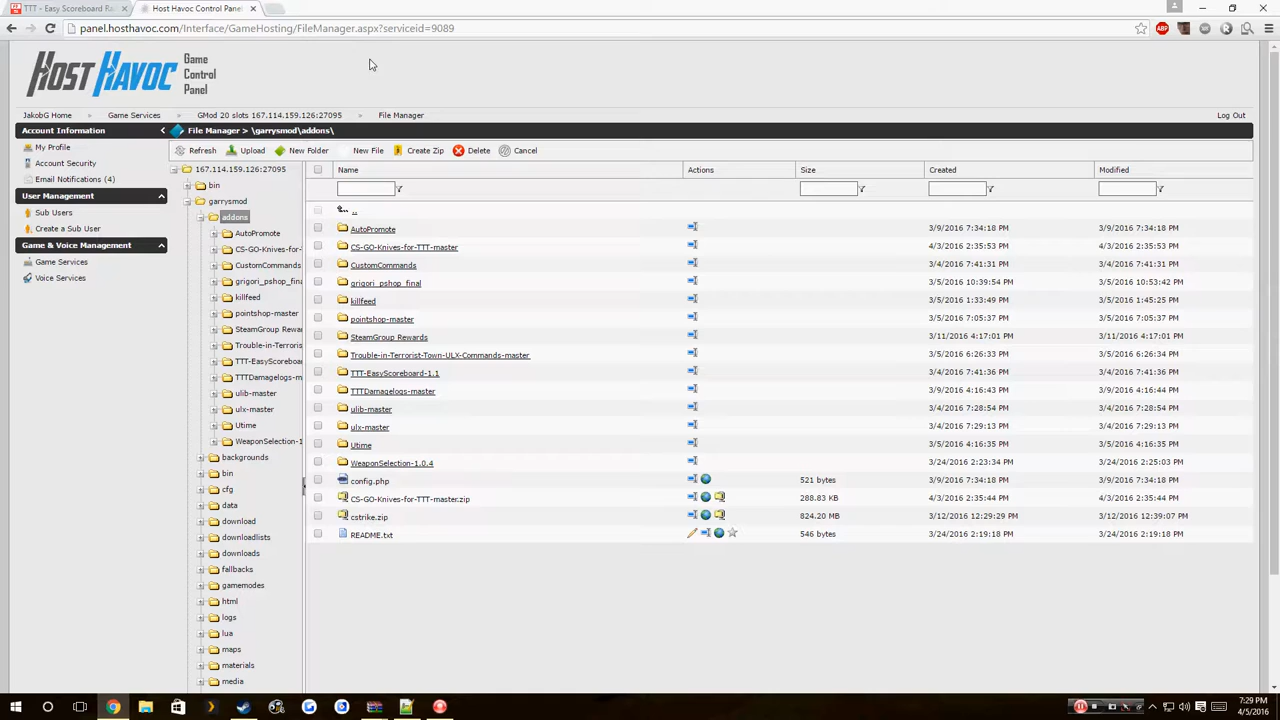 TTT - Easy Scoreboard R
Host Havoc Control Panel
panel.hosthavoc.com/Interface/GameHosting/FileManager.aspx?serviceid=9089
ABP
HOST HAVOC Game Control Panel
JakobG Home Game Services GMod 20 slots 167.114.159.126:27095 File Manager Log Out
Account Information
My Profile
Account Security
Email Notifications (4)
User Management
Sub Users
Create a Sub User
Game & Voice Management
Game Services
Voice Services
File Manager > \garrysmod\addons\
Refresh Upload New Folder New File Create Zip Delete Cancel
167.114.159.126:27095
bin
garrysmod
addons
AutoPromote
CS-GO-Knives-for-
CustomCommands
grigori_pshop_fina
killfeed
pointshop-master
SteamGroup Rewa
Trouble-in-Terroris
TTT-EasyScoreboa
TTTDamagelogs-m
ulib-master
ulx-master
Utime
WeaponSelection-1
backgrounds
bin
cfg
data
download
downloadlists
downloads
fallbacks
gamemodes
html
logs
lua
maps
materials
media
Name Actions Size Created Modified
..
AutoPromote 3/9/2016 7:34:18 PM 3/9/2016 7:34:18 PM
CS-GO-Knives-for-TTT-master 4/3/2016 2:35:53 PM 4/3/2016 2:35:53 PM
CustomCommands 3/4/2016 7:41:31 PM 3/4/2016 7:41:31 PM
grigori_pshop_final 3/5/2016 10:39:54 PM 3/5/2016 10:53:42 PM
killfeed 3/5/2016 1:33:49 PM 3/5/2016 1:45:25 PM
pointshop-master 3/5/2016 7:05:37 PM 3/5/2016 7:05:37 PM
SteamGroup Rewards 3/11/2016 4:17:01 PM 3/11/2016 4:17:01 PM
Trouble-in-Terrorist-Town-ULX-Commands-master 3/5/2016 6:26:33 PM 3/5/2016 6:26:34 PM
TTT-EasyScoreboard-1.1 3/4/2016 7:41:36 PM 3/4/2016 7:41:36 PM
TTTDamagelogs-master 3/9/2016 4:16:43 PM 3/9/2016 4:16:44 PM
ulib-master 3/4/2016 7:28:54 PM 3/4/2016 7:28:54 PM
ulx-master 3/4/2016 7:29:13 PM 3/4/2016 7:29:13 PM
Utime 3/5/2016 4:16:35 PM 3/5/2016 4:16:35 PM
WeaponSelection-1.0.4 3/24/2016 2:23:34 PM 3/24/2016 2:25:03 PM
config.php 521 bytes 3/9/2016 7:34:18 PM 3/9/2016 7:34:18 PM
CS-GO-Knives-for-TTT-master.zip 288.83 KB 4/3/2016 2:35:44 PM 4/3/2016 2:35:44 PM
cstrike.zip 824.20 MB 3/12/2016 12:29:29 PM 3/12/2016 12:39:07 PM
README.txt 546 bytes 3/24/2016 2:19:18 PM 3/24/2016 2:19:18 PM
7:29 PM
4/5/2016